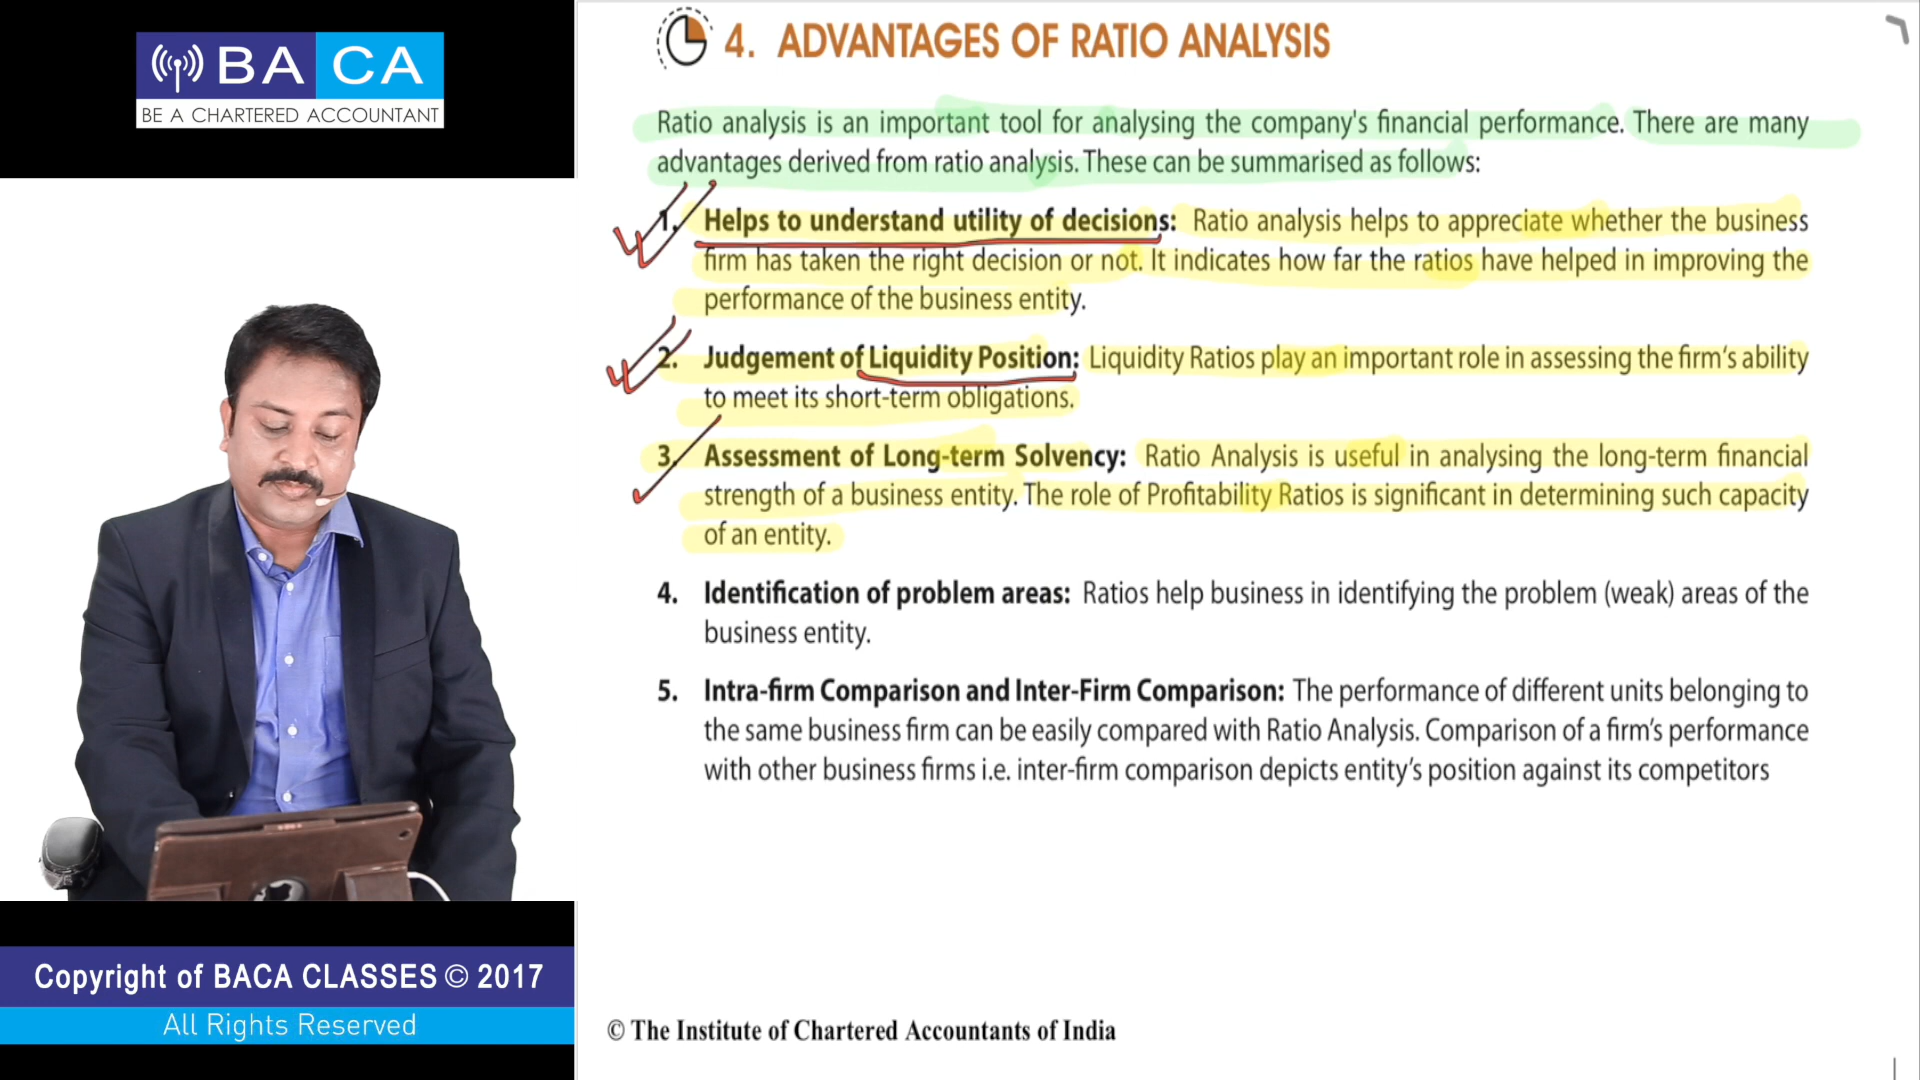 BA CA
BE A CHARTERED ACCOUNTANT
4. ADVANTAGES OF RATIO ANALYSIS
Ratio analysis is an important tool for analysing the company's financial performance. There are many
advantages derived from ratio analysis. These can be summarised as follows:
1. Helps to understand utility of decisions: Ratio analysis helps to appreciate whether the business
firm has taken the right decision or not. It indicates how far the ratios have helped in improving the
performance of the business entity.
2. Judgement of Liquidity Position: Liquidity Ratios play an important role in assessing the firm's ability
to meet its short-term obligations.
3. Assessment of Long-term Solvency: Ratio Analysis is useful in analysing the long-term financial
strength of a business entity. The role of Profitability Ratios is significant in determining such capacity
of an entity.
4. Identification of problem areas: Ratios help business in identifying the problem (weak) areas of the
business entity.
5. Intra-firm Comparison and Inter-Firm Comparison: The performance of different units belonging to
the same business firm can be easily compared with Ratio Analysis. Comparison of a firm's performance
with other business firms i.e. inter-firm comparison depicts entity's position against its competitors
Copyright of BACA CLASSES © 2017
All Rights Reserved
© The Institute of Chartered Accountants of India